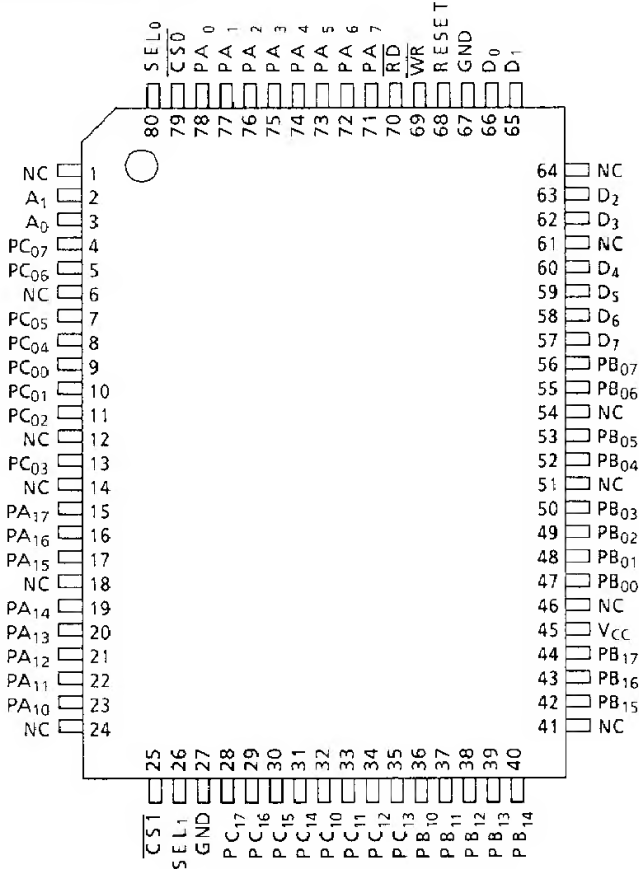 SEL₀ C̅S̅0̅ PA₀ PA₁ PA₂ PA₃ PA₄ PA₅ PA₆ PA₇ R̅D̅ W̅R̅ RESET GND D₀ D₁
80 79 78 77 76 75 74 73 72 71 70 69 68 67 66 65
NC 1 64 NC
A₁ 2 63 D₂
A₀ 3 62 D₃
PC₀₇ 4 61 NC
PC₀₆ 5 60 D₄
NC 6 59 D₅
PC₀₅ 7 58 D₆
PC₀₄ 8 57 D₇
PC₀₀ 9 56 PB₀₇
PC₀₁ 10 55 PB₀₆
PC₀₂ 11 54 NC
NC 12 53 PB₀₅
PC₀₃ 13 52 PB₀₄
NC 14 51 NC
PA₁₇ 15 50 PB₀₃
PA₁₆ 16 49 PB₀₂
PA₁₅ 17 48 PB₀₁
NC 18 47 PB₀₀
PA₁₄ 19 46 NC
PA₁₃ 20 45 V_CC
PA₁₂ 21 44 PB₁₇
PA₁₁ 22 43 PB₁₆
PA₁₀ 23 42 PB₁₅
NC 24 41 NC
25 26 27 28 29 30 31 32 33 34 35 36 37 38 39 40
C̅S̅1̅ SEL₁ GND PC₁₇ PC₁₆ PC₁₅ PC₁₄ PC₁₀ PC₁₁ PC₁₂ PC₁₃ PB₁₀ PB₁₁ PB₁₂ PB₁₃ PB₁₄